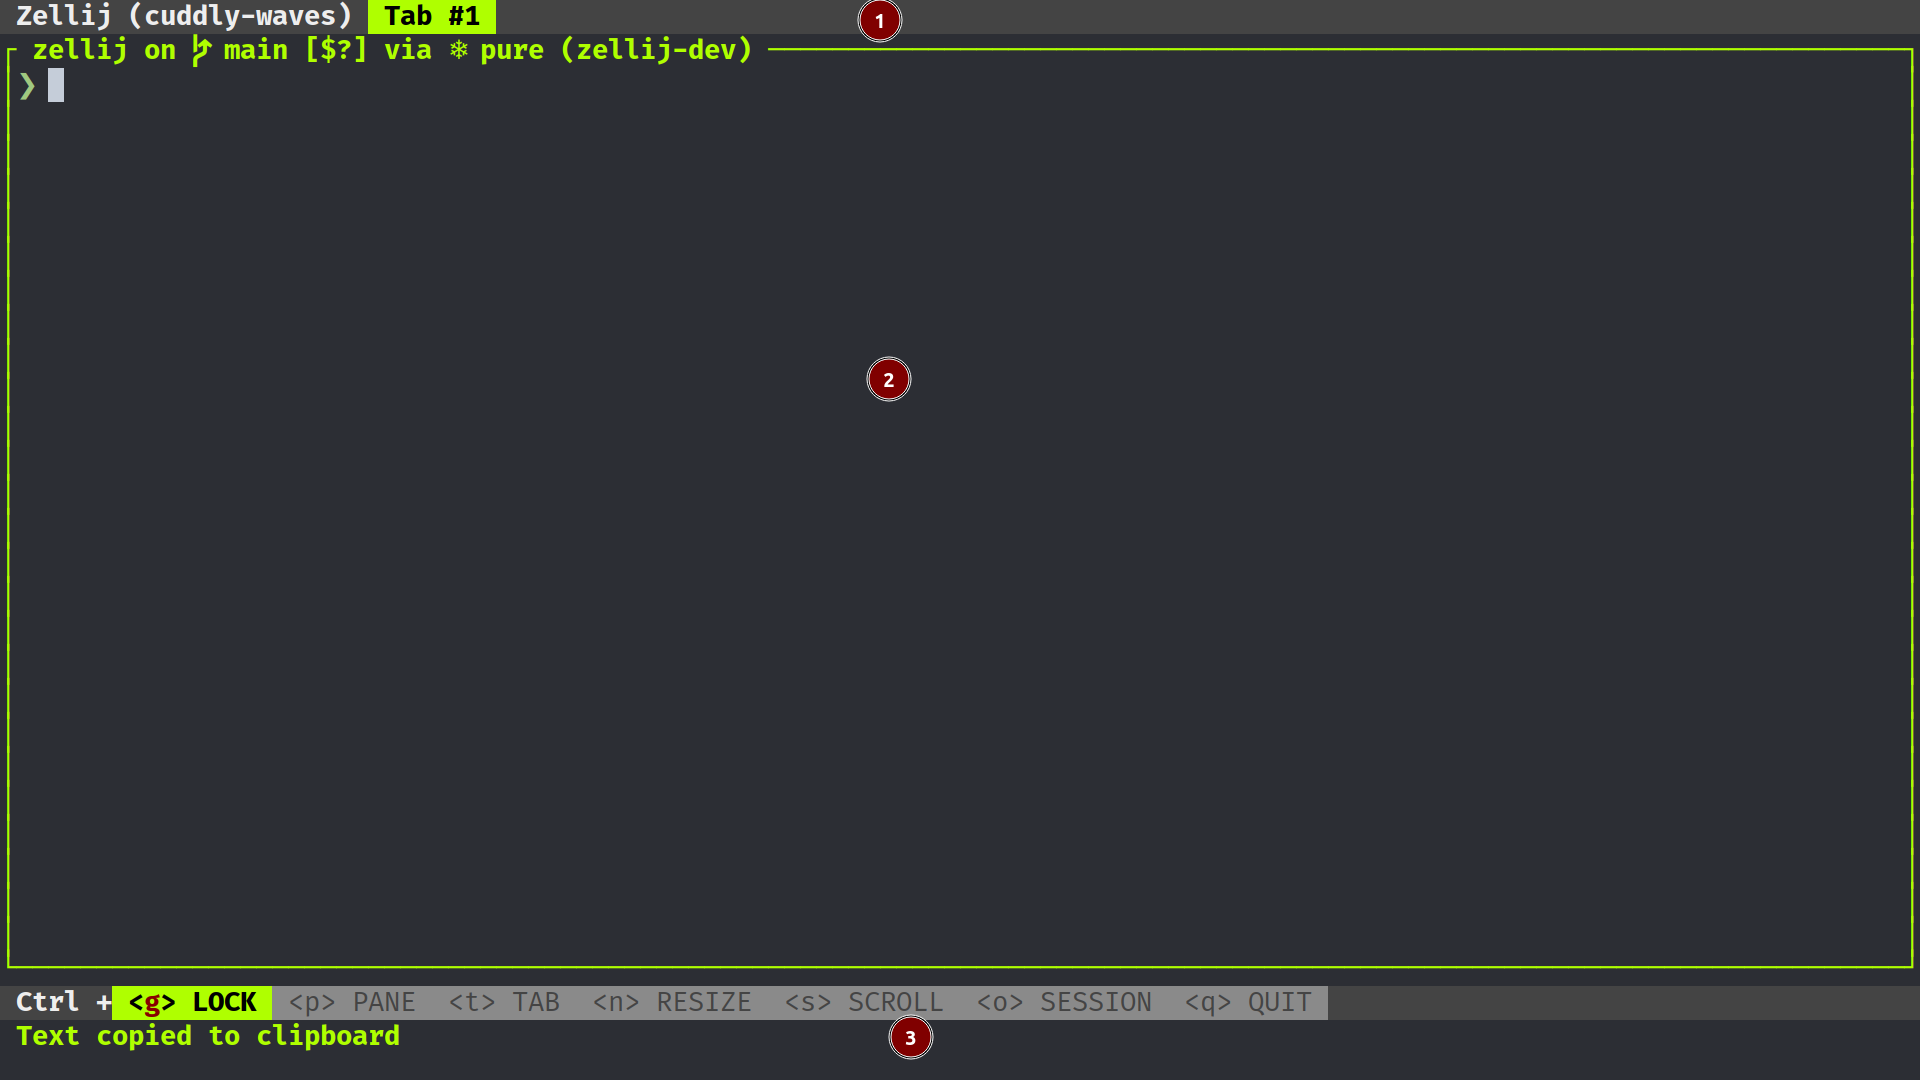 Zellij (cuddly-waves) Tab #1 1
zellij on main [$?] via ❄ pure (zellij-dev)
❯
2
Ctrl + <g> LOCK <p> PANE <t> TAB <n> RESIZE <s> SCROLL <o> SESSION <q> QUIT
Text copied to clipboard 3